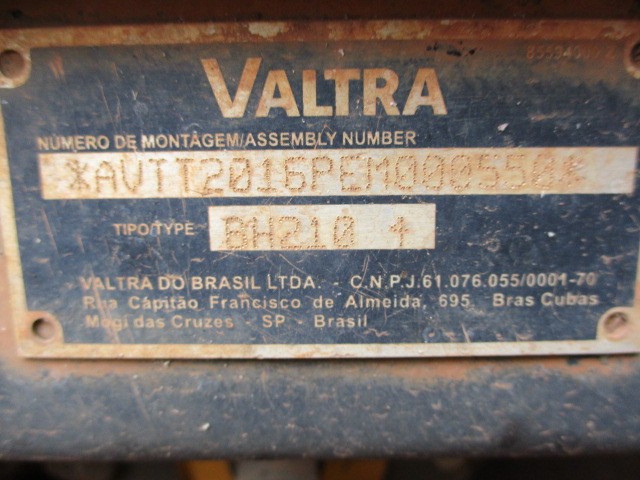 VALTRA
NÚMERO DE MONTAGEM/ASSEMBLY NUMBER
*AVTT2016PEM000550*
TIPO/TYPE BH210 4
VALTRA DO BRASIL LTDA. - C.N.P.J.61.076.055/0001-70
Rua Capitão Francisco de Almeida, 695 Bras Cubas
Mogi das Cruzes - SP - Brasil